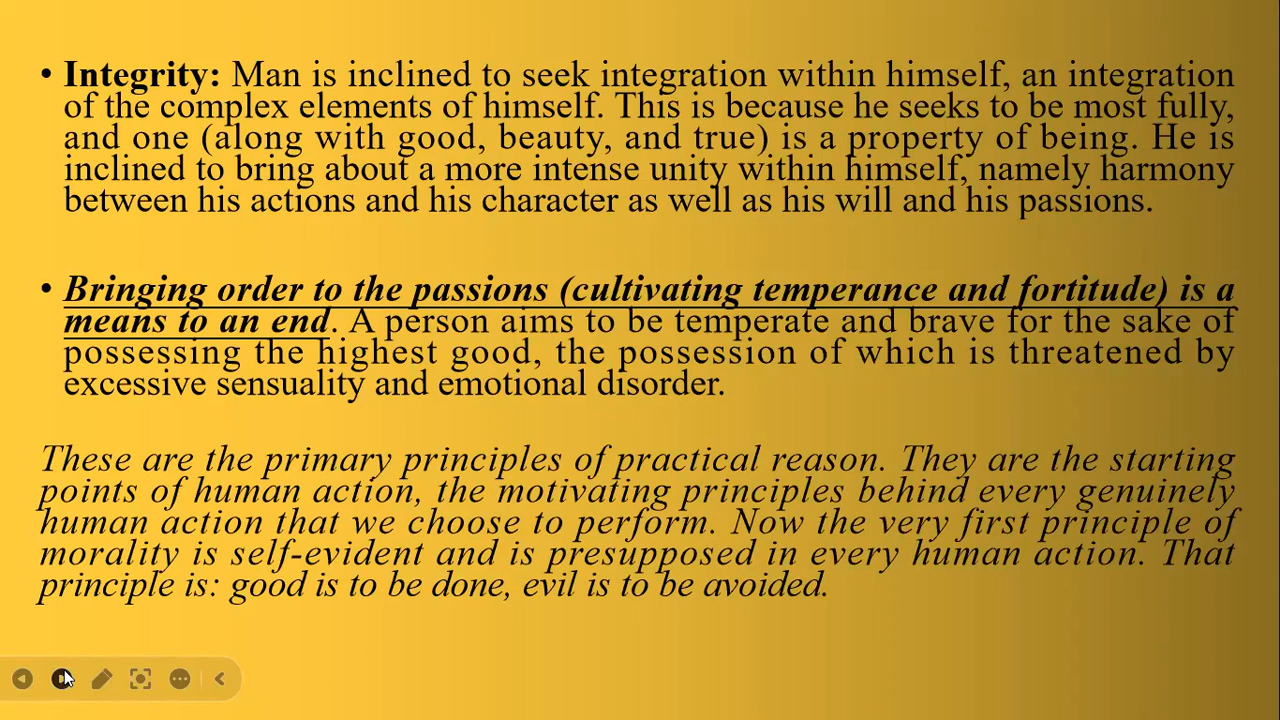 • Integrity: Man is inclined to seek integration within himself, an integration
of the complex elements of himself. This is because he seeks to be most fully,
and one (along with good, beauty, and true) is a property of being. He is
inclined to bring about a more intense unity within himself, namely harmony
between his actions and his character as well as his will and his passions.
• Bringing order to the passions (cultivating temperance and fortitude) is a
means to an end. A person aims to be temperate and brave for the sake of
possessing the highest good, the possession of which is threatened by
excessive sensuality and emotional disorder.
These are the primary principles of practical reason. They are the starting
points of human action, the motivating principles behind every genuinely
human action that we choose to perform. Now the very first principle of
morality is self-evident and is presupposed in every human action. That
principle is: good is to be done, evil is to be avoided.